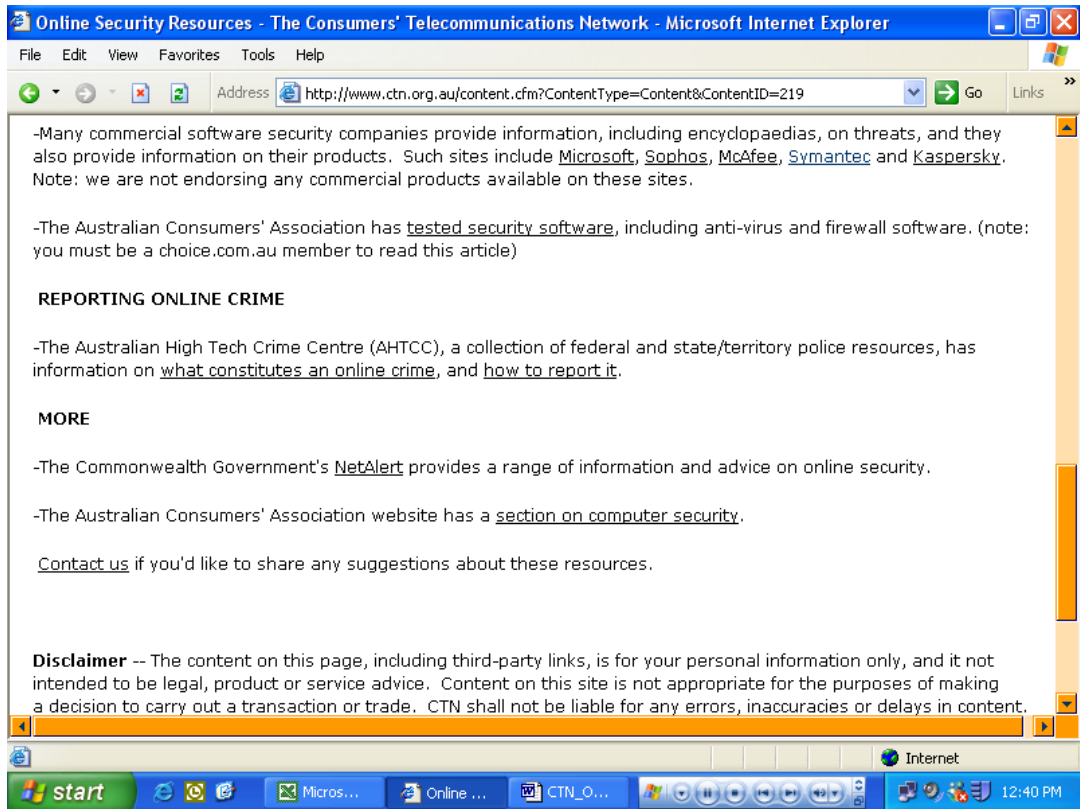 Online Security Resources - The Consumers' Telecommunications Network - Microsoft Internet Explorer
File Edit View Favorites Tools Help
Address http://www.ctn.org.au/content.cfm?ContentType=Content&ContentID=219 Go Links »
-Many commercial software security companies provide information, including encyclopaedias, on threats, and they
also provide information on their products. Such sites include Microsoft, Sophos, McAfee, Symantec and Kaspersky.
Note: we are not endorsing any commercial products available on these sites.
-The Australian Consumers' Association has tested security software, including anti-virus and firewall software. (note:
you must be a choice.com.au member to read this article)
REPORTING ONLINE CRIME
-The Australian High Tech Crime Centre (AHTCC), a collection of federal and state/territory police resources, has
information on what constitutes an online crime, and how to report it.
MORE
-The Commonwealth Government's NetAlert provides a range of information and advice on online security.
-The Australian Consumers' Association website has a section on computer security.
Contact us if you'd like to share any suggestions about these resources.
Disclaimer -- The content on this page, including third-party links, is for your personal information only, and it not
intended to be legal, product or service advice. Content on this site is not appropriate for the purposes of making
a decision to carry out a transaction or trade. CTN shall not be liable for any errors, inaccuracies or delays in content.
Internet
start Micros... Online ... CTN_O... 12:40 PM